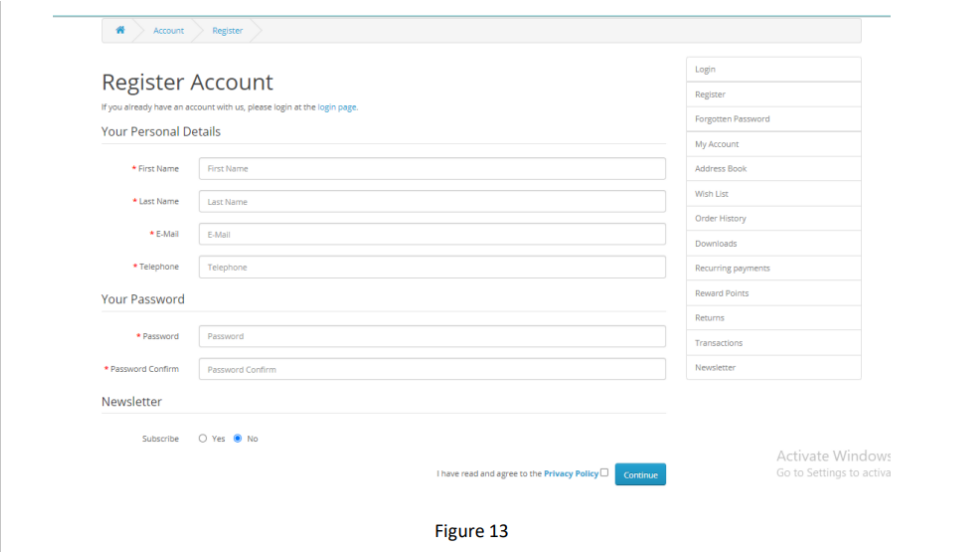 Account
Register
Register Account
If you already have an account with us, please login at the login page.
Your Personal Details
* First Name
First Name
* Last Name
Last Name
* E-Mail
E-Mail
* Telephone
Telephone
Your Password
* Password
Password
* Password Confirm
Password Confirm
Newsletter
Subscribe Yes No
I have read and agree to the Privacy Policy
Continue
Login
Register
Forgotten Password
My Account
Address Book
Wish List
Order History
Downloads
Recurring payments
Reward Points
Returns
Transactions
Newsletter
Activate Windows
Go to Settings to activa
Figure 13